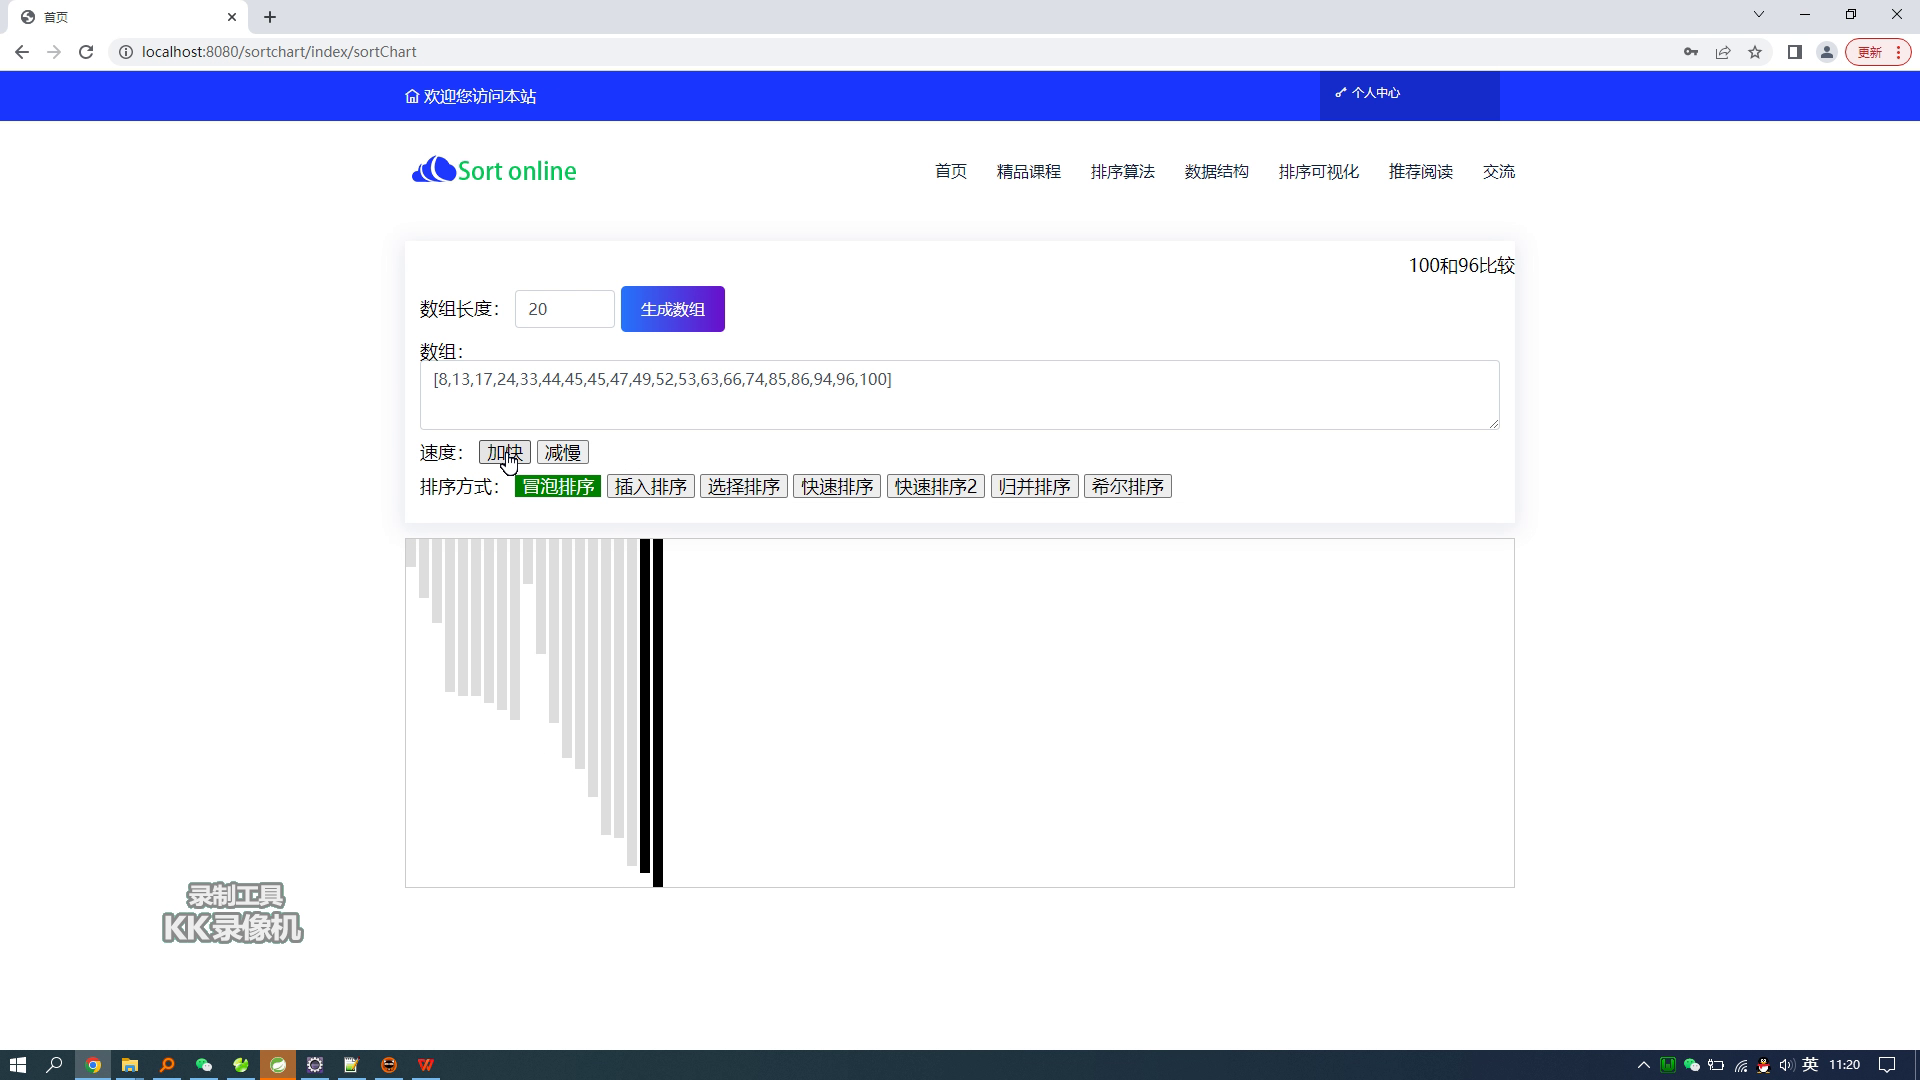 首页
localhost:8080/sortchart/index/sortChart
更新
欢迎您访问本站
个人中心
Sort online
首页 精品课程 排序算法 数据结构 排序可视化 推荐阅读 交流
100和96比较
数组长度： 20 生成数组
数组：
[8,13,17,24,33,44,45,45,47,49,52,53,63,66,74,85,86,94,96,100]
速度： 加快 减慢
排序方式： 冒泡排序 插入排序 选择排序 快速排序 快速排序2 归并排序 希尔排序
录制工具
KK录像机
英 11:20